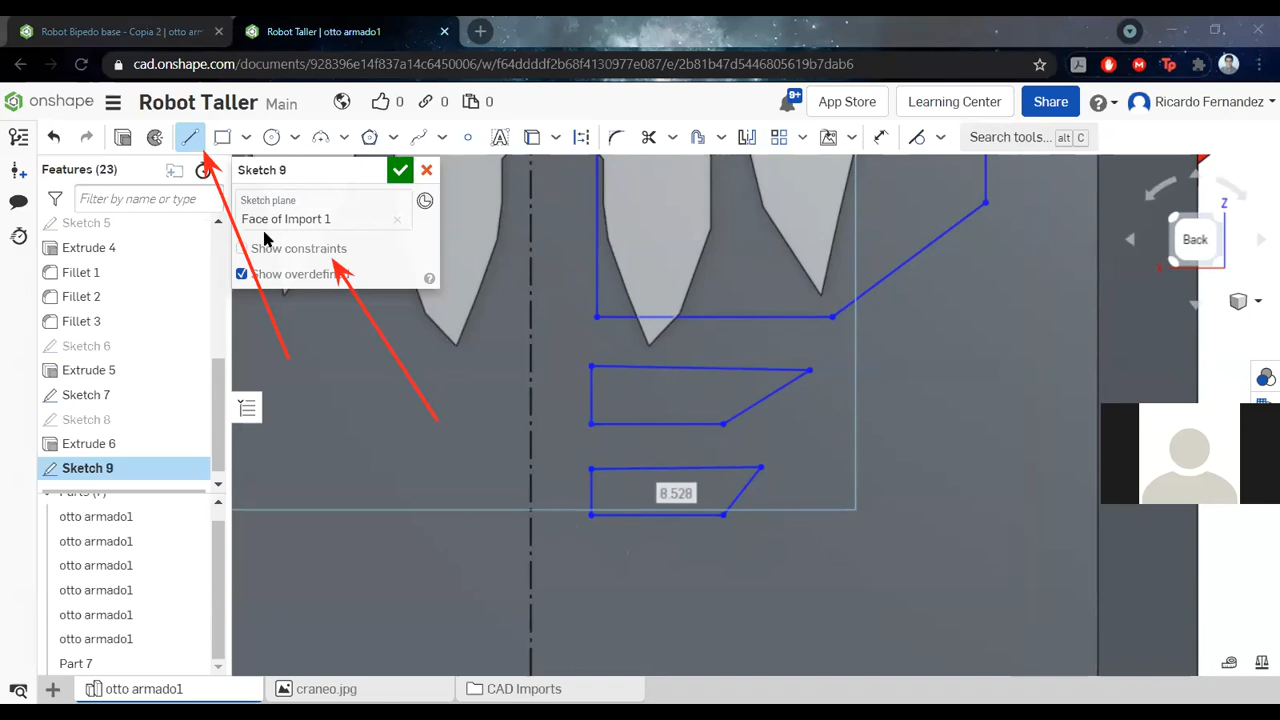 Robot Bipedo base - Copia 2 | otto arm
Robot Taller | otto armado1
cad.onshape.com/documents/928396e14f837a14c6450006/w/f64ddddf2b68f4130977e087/e/2b81b47d5446805619b7dab6
M
Tp
onshape
Robot Taller Main
0
0
0
9+
App Store
Learning Center
Share
Ricardo Fernandez
Search tools...
alt
C
Features (23)
Filter by name or type
Sketch 5
Extrude 4
Fillet 1
Fillet 2
Fillet 3
Sketch 6
Extrude 5
Sketch 7
Sketch 8
Extrude 6
Sketch 9
Parts (7)
otto armado1
otto armado1
otto armado1
otto armado1
otto armado1
otto armado1
Part 7
Sketch 9
Sketch plane
Face of Import 1
Show constraints
Show overdefin
8.528
Z
Back
X
otto armado1
craneo.jpg
CAD Imports